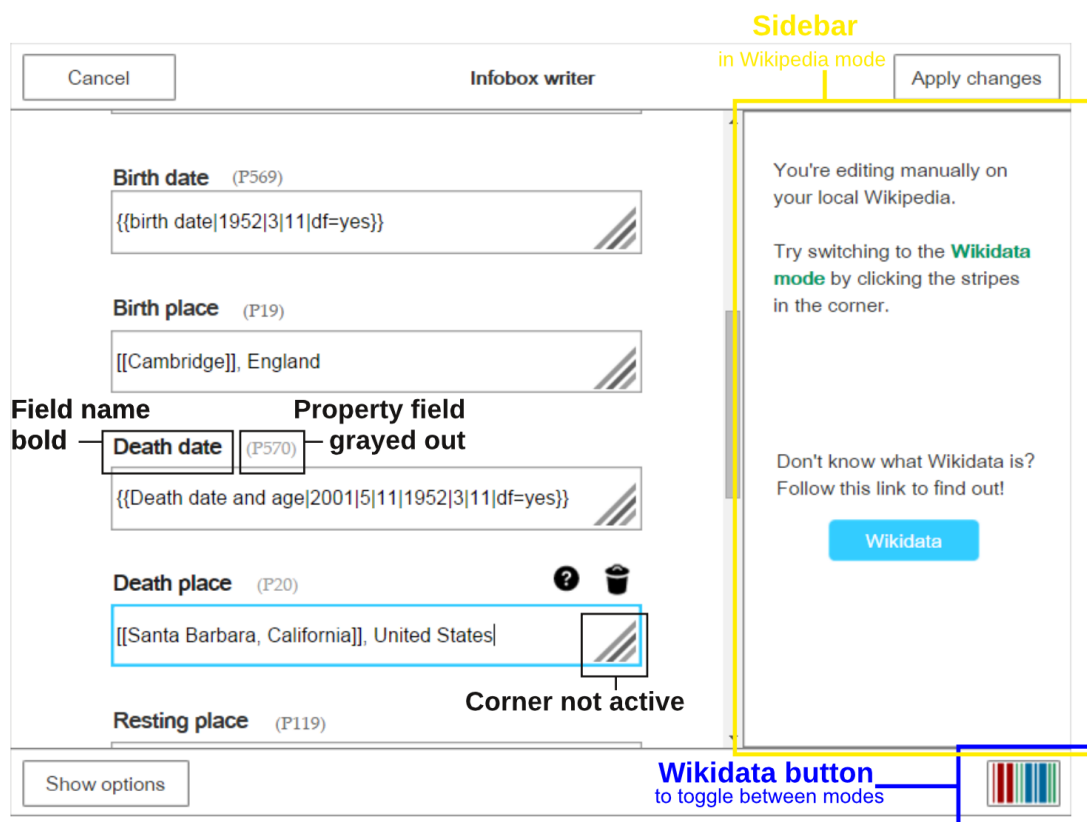 Sidebar
in Wikipedia mode
Cancel
Infobox writer
Apply changes
Birth date (P569)
{{birth date|1952|3|11|df=yes}}
Birth place (P19)
[[Cambridge]], England
Field name
bold
Property field
grayed out
Death date (P570)
{{Death date and age|2001|5|11|1952|3|11|df=yes}}
Death place (P20)
?
[[Santa Barbara, California]], United States
Corner not active
Resting place (P119)
You're editing manually on
your local Wikipedia.
Try switching to the Wikidata
mode by clicking the stripes
in the corner.
Don't know what Wikidata is?
Follow this link to find out!
Wikidata
Show options
Wikidata button
to toggle between modes